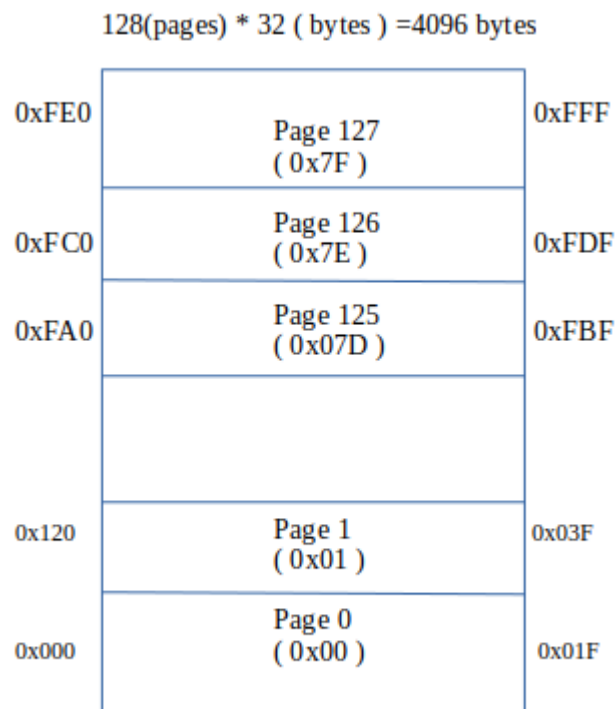 128(pages) * 32 ( bytes ) =4096 bytes
0xFE0
Page 127
( 0x7F )
0xFFF
0xFC0
Page 126
( 0x7E )
0xFDF
0xFA0
Page 125
( 0x07D )
0xFBF
0x120
Page 1
( 0x01 )
0x03F
0x000
Page 0
( 0x00 )
0x01F